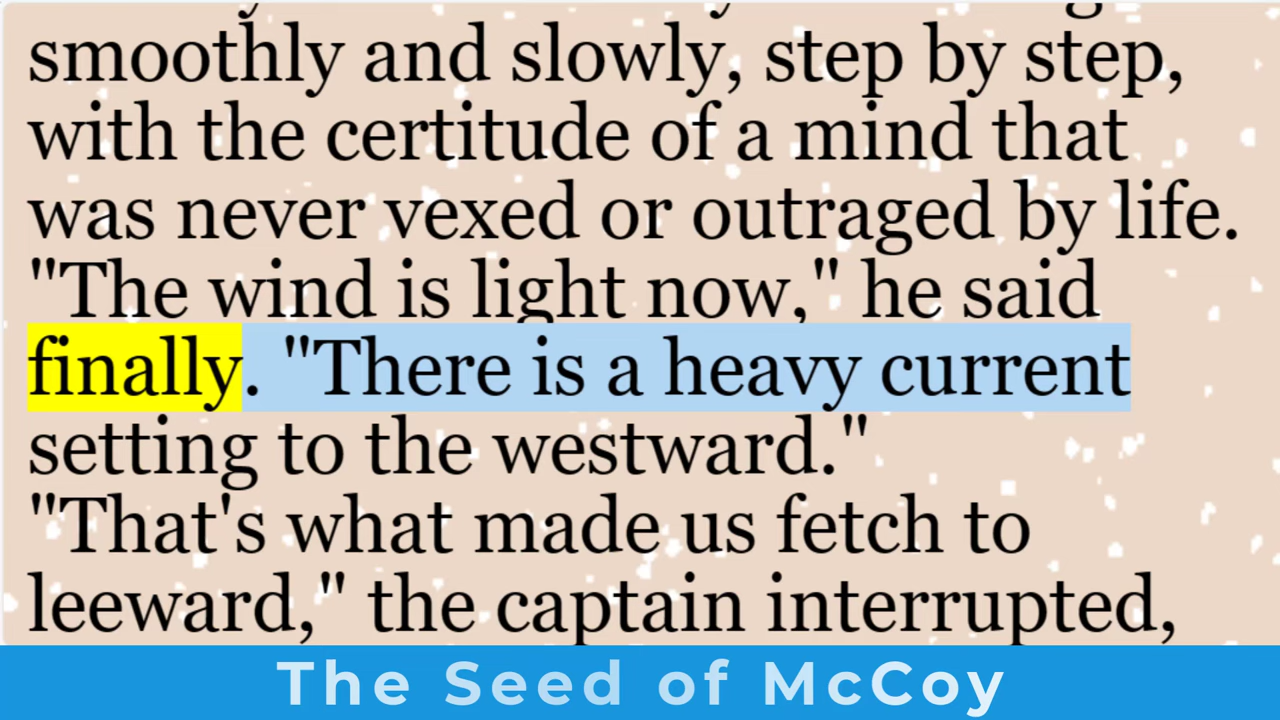 smoothly and slowly, step by step,
with the certitude of a mind that
was never vexed or outraged by life.
"The wind is light now," he said
finally. "There is a heavy current
setting to the westward."
"That's what made us fetch to
leeward," the captain interrupted,
The Seed of McCoy